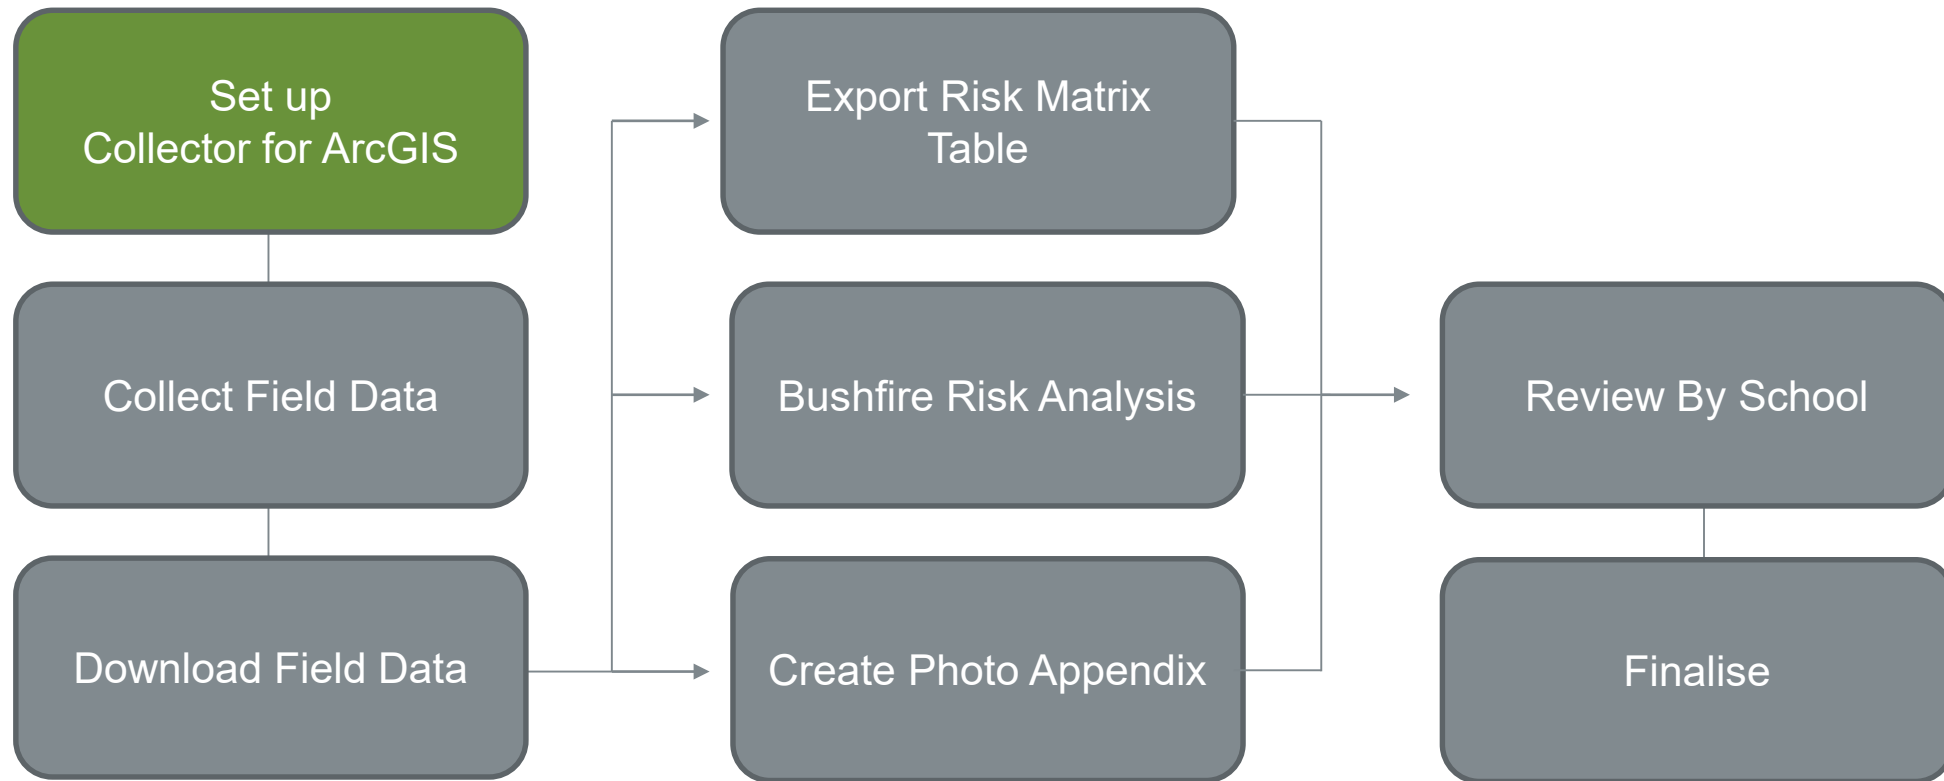 Set up
Collector for ArcGIS
Collect Field Data
Download Field Data
Export Risk Matrix
Table
Bushfire Risk Analysis
Create Photo Appendix
Review By School
Finalise